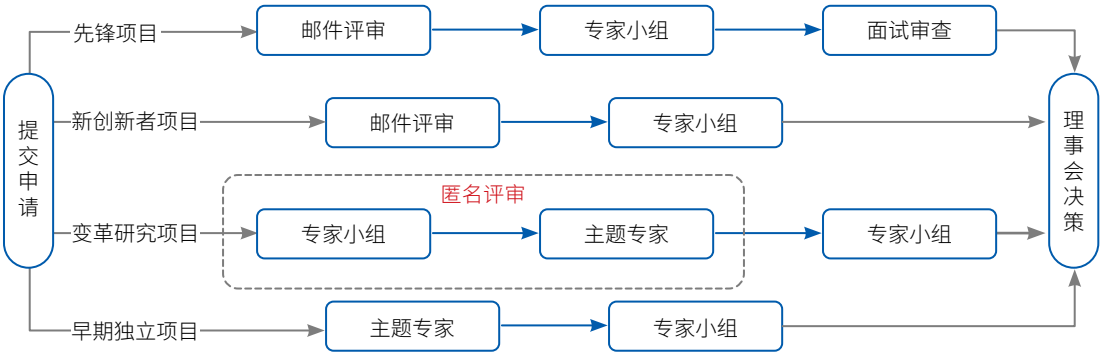 提交申请
先锋项目
邮件评审
专家小组
面试审查
新创新者项目
邮件评审
专家小组
匿名评审
变革研究项目
专家小组
主题专家
专家小组
早期独立项目
主题专家
专家小组
理事会决策